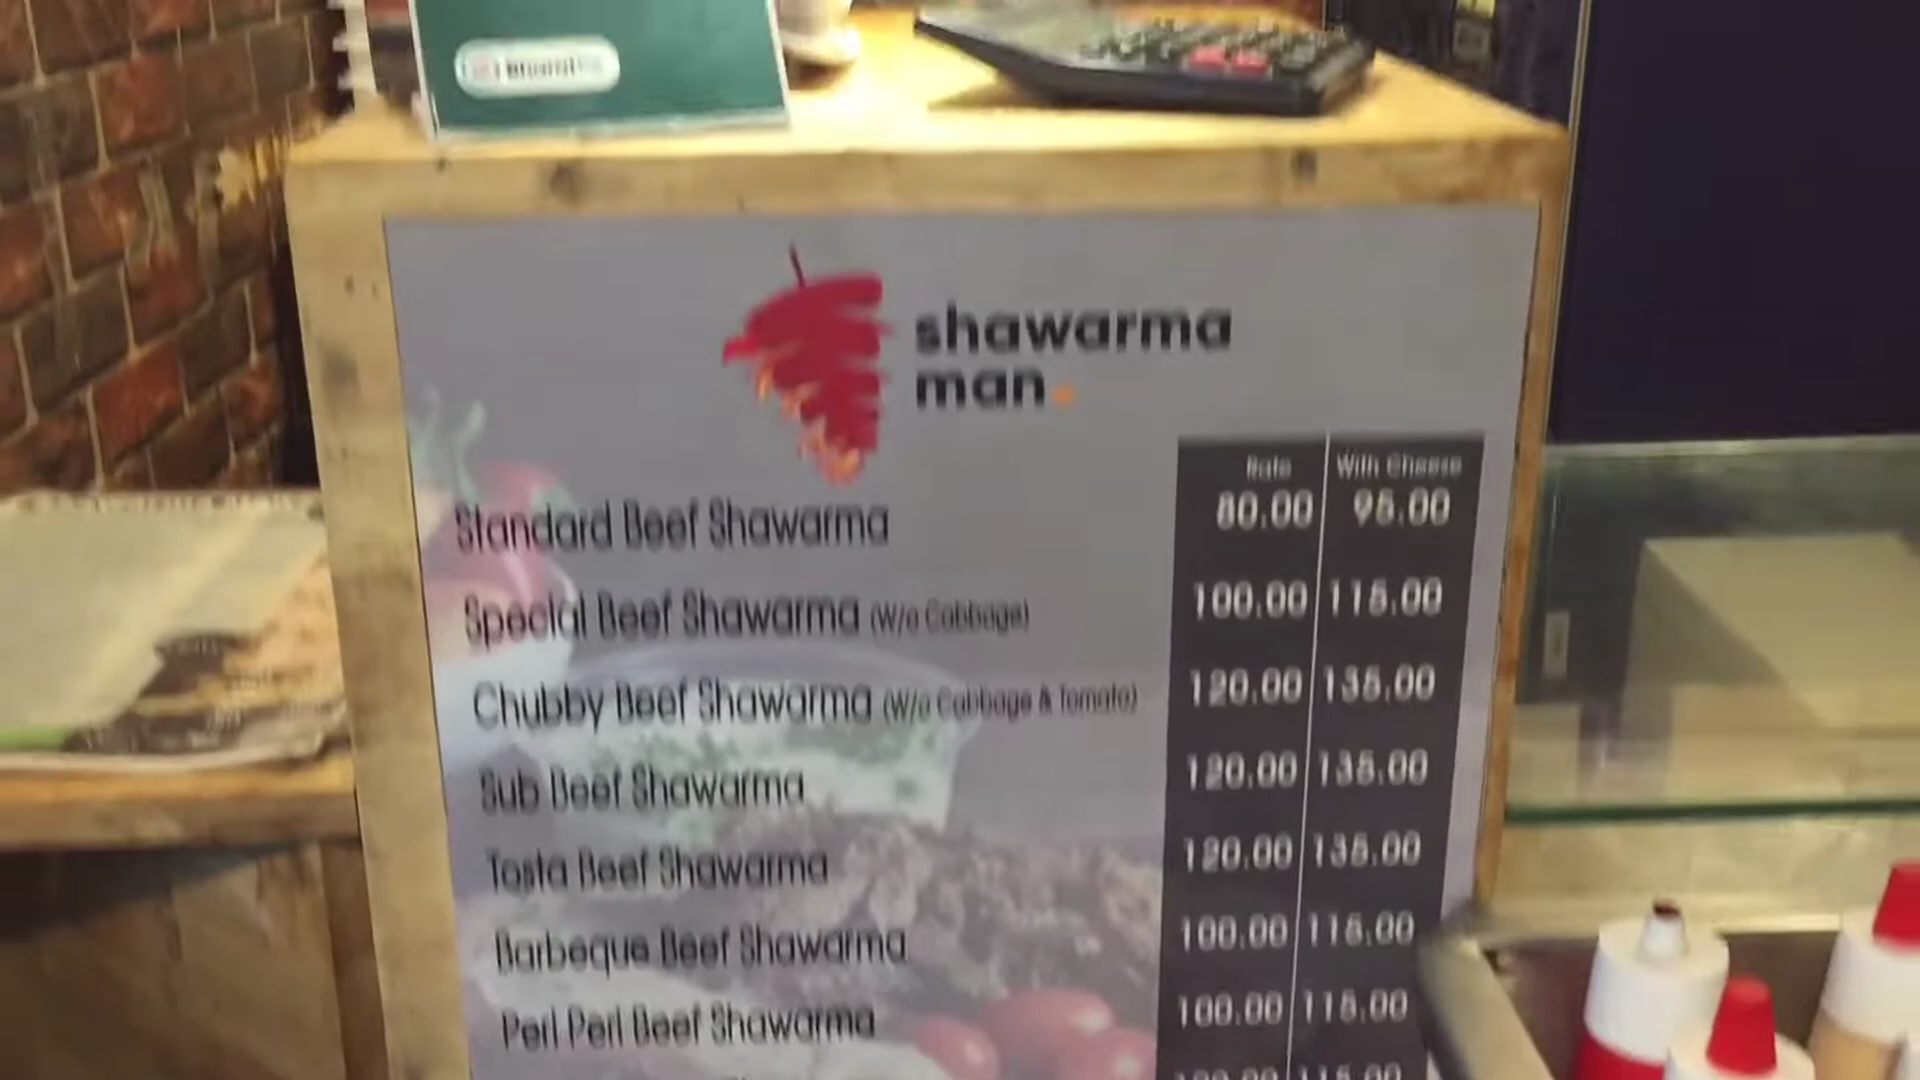 shawarma
man.
Rate With Cheese
Standard Beef Shawarma 80.00 95.00
Special Beef Shawarma (W/o Cabbage) 100.00 115.00
Chubby Beef Shawarma (W/o Cabbage & Tomato) 120.00 135.00
Sub Beef Shawarma 120.00 135.00
Tosta Beef Shawarma 120.00 135.00
Barbeque Beef Shawarma 100.00 115.00
Peri Peri Beef Shawarma 100.00 115.00
115.00